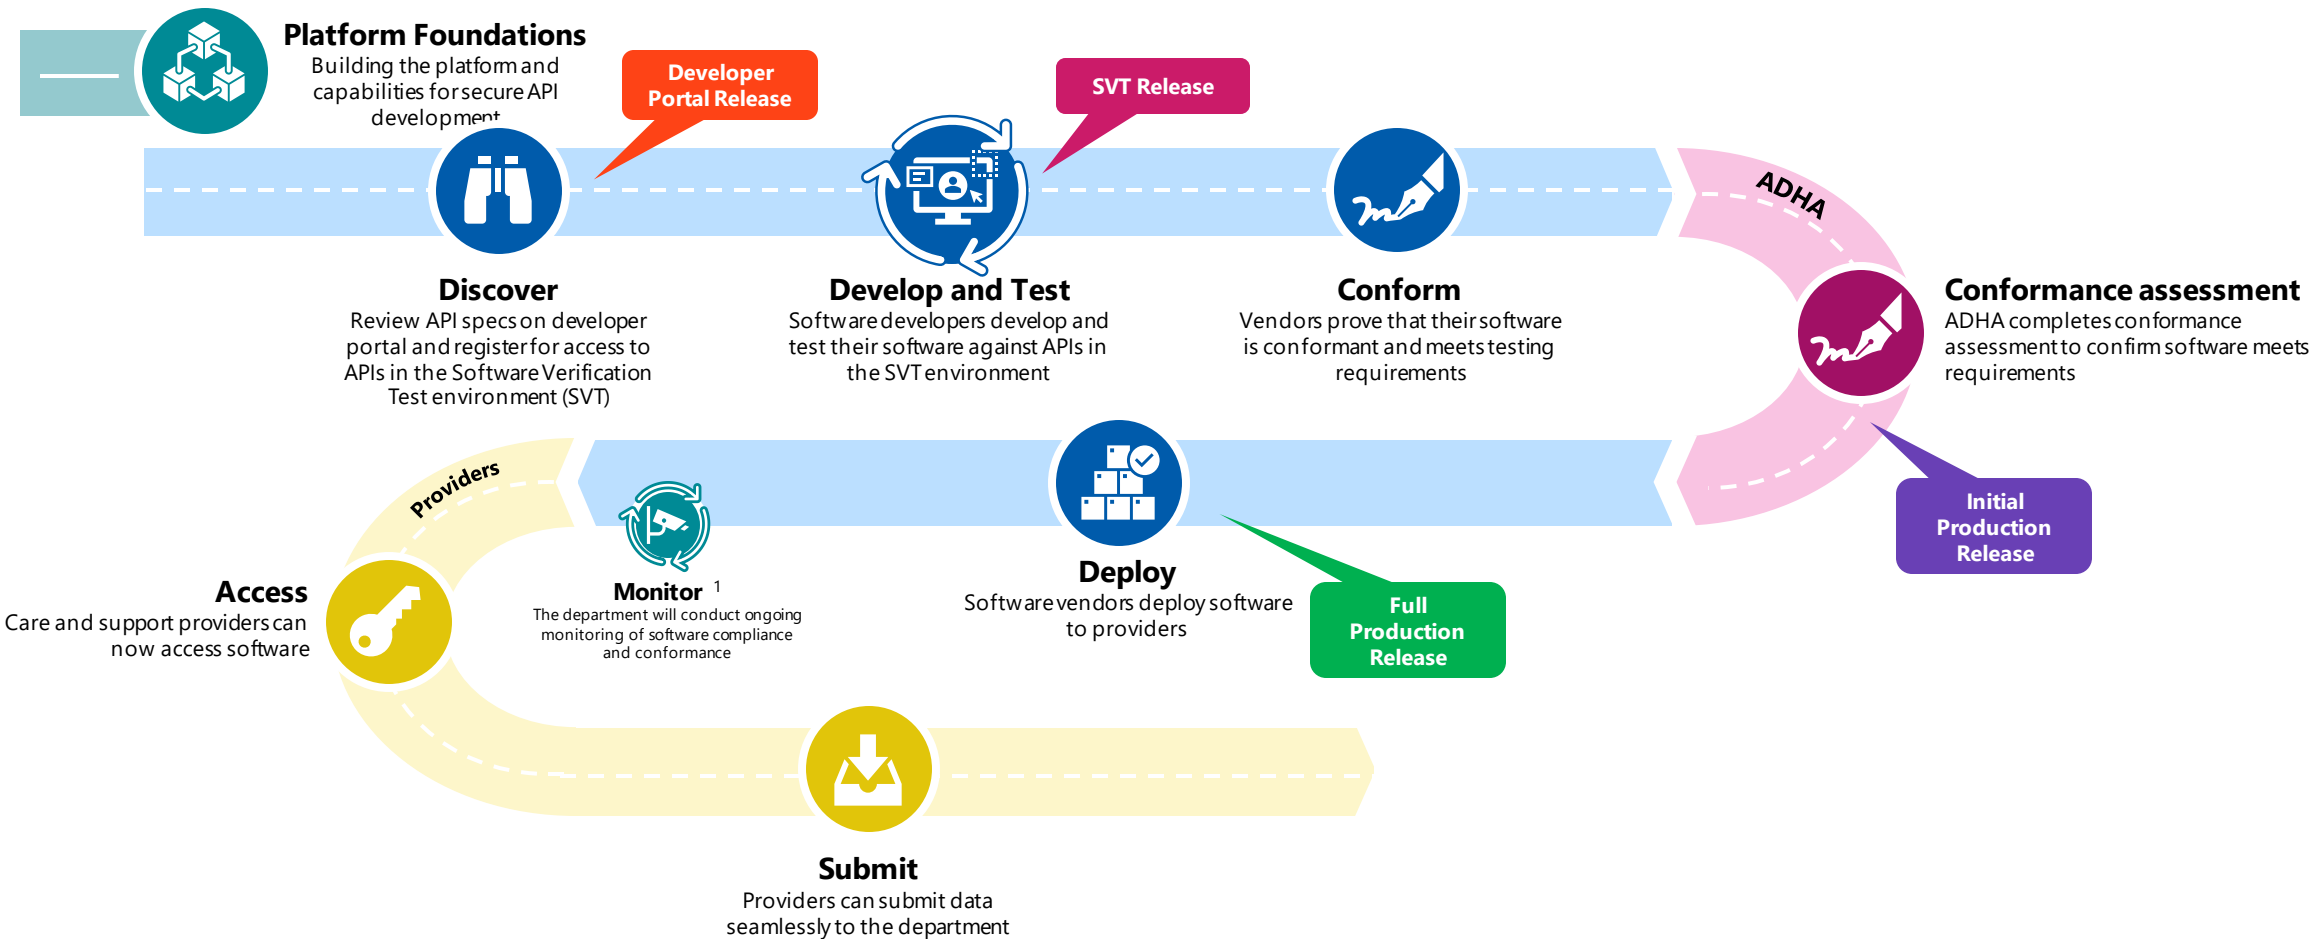 Platform Foundations
Building the platform and
capabilities for secure API
development
Developer
Portal Release
SVT Release
ADHA
Discover
Review API specs on developer
portal and register for access to
APIs in the Software Verification
Test environment (SVT)
Develop and Test
Software developers develop and
test their software against APIs in
the SVT environment
Conform
Vendors prove that their software
is conformant and meets testing
requirements
Conformance assessment
ADHA completes conformance
assessment to confirm software meets
requirements
Initial
Production
Release
Full
Production
Release
Deploy
Software vendors deploy software
to providers
Monitor 1
The department will conduct ongoing
monitoring of software compliance
and conformance
Providers
Access
Care and support providers can
now access software
Submit
Providers can submit data
seamlessly to the department